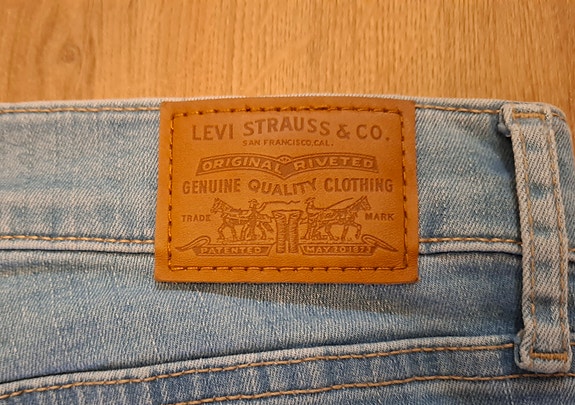 LEVI STRAUSS & CO.
SAN FRANCISCO, CAL.
ORIGINAL RIVETED
GENUINE QUALITY CLOTHING
TRADE MARK
PATENTED MAY 20 1873